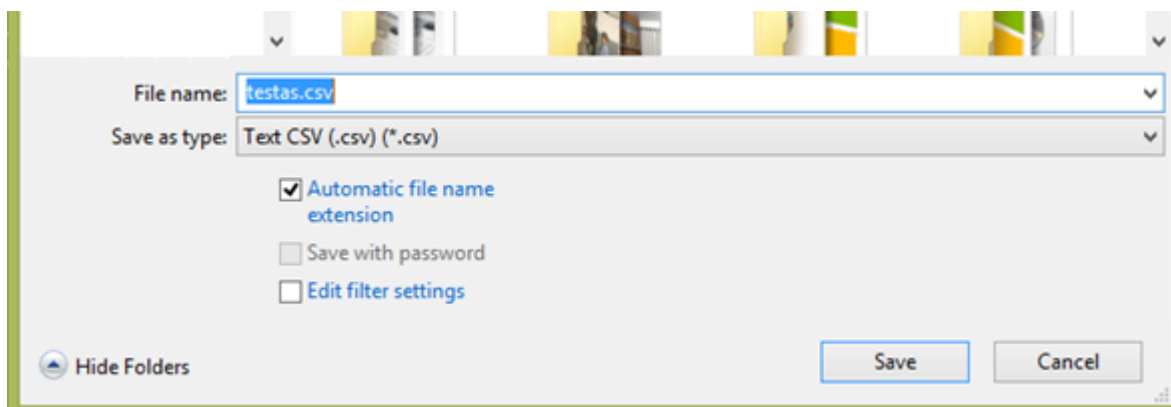 File name: testas.csv
Save as type: Text CSV (.csv) (*.csv)
Automatic file name
extension
Save with password
Edit filter settings
Hide Folders Save Cancel